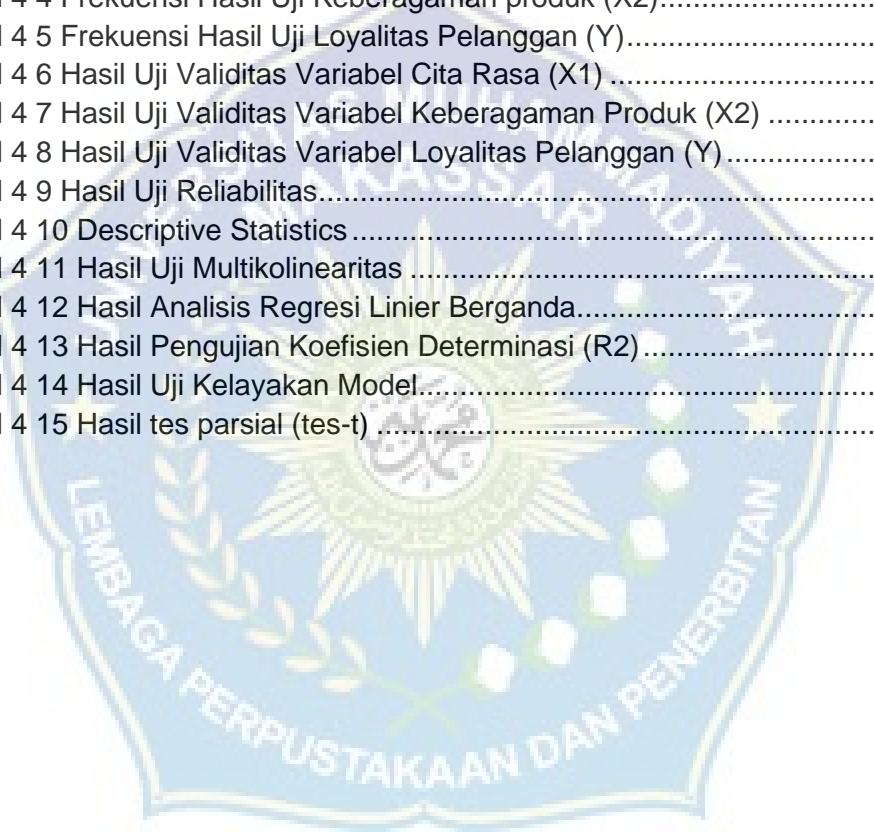 l 4 4 Frekuensi Hasil Uji Keberagaman produk (X2)
l 4 5 Frekuensi Hasil Uji Loyalitas Pelanggan (Y)
l 4 6 Hasil Uji Validitas Variabel Cita Rasa (X1)
l 4 7 Hasil Uji Validitas Variabel Keberagaman Produk (X2)
l 4 8 Hasil Uji Validitas Variabel Loyalitas Pelanggan (Y)
l 4 9 Hasil Uji Reliabilitas
l 4 10 Descriptive Statistics
l 4 11 Hasil Uji Multikolinearitas
l 4 12 Hasil Analisis Regresi Linier Berganda
l 4 13 Hasil Pengujian Koefisien Determinasi (R2)
l 4 14 Hasil Uji Kelayakan Model
l 4 15 Hasil tes parsial (tes-t)
UNIVERSITAS MUHAMMADIYAH
MAKASSAR
LEMBAGA PERPUSTAKAAN DAN PENERBITAN